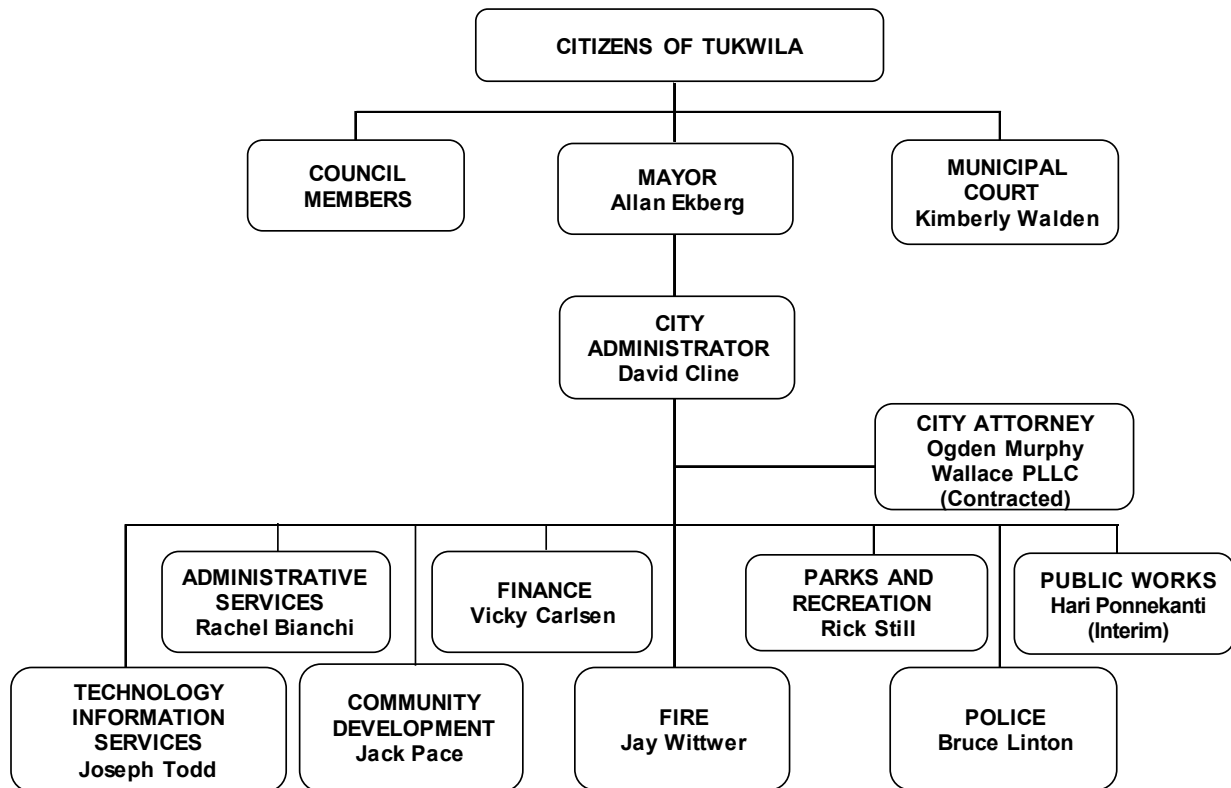 CITIZENS OF TUKWILA
COUNCIL
MEMBERS
MAYOR
Allan Ekberg
MUNICIPAL
COURT
Kimberly Walden
CITY
ADMINISTRATOR
David Cline
CITY ATTORNEY
Ogden Murphy
Wallace PLLC
(Contracted)
ADMINISTRATIVE
SERVICES
Rachel Bianchi
FINANCE
Vicky Carlsen
PARKS AND
RECREATION
Rick Still
PUBLIC WORKS
Hari Ponnekanti
(Interim)
TECHNOLOGY
INFORMATION
SERVICES
Joseph Todd
COMMUNITY
DEVELOPMENT
Jack Pace
FIRE
Jay Wittwer
POLICE
Bruce Linton